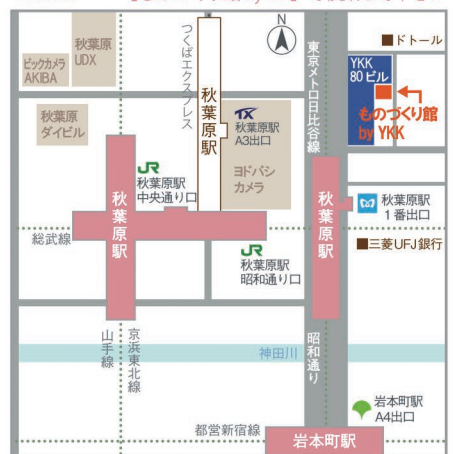 N
つくばエクスプレス
東京メトロ日比谷線
ドトール
秋葉原
UDX
ビックカメラ
AKIBA
YKK
80ビル
ものづくり館
by YKK
秋葉原駅
TX
秋葉原駅
A3出口
秋葉原
ダイビル
ヨドバシ
カメラ
JR
秋葉原駅
中央通り口
秋葉原駅
秋葉原駅
秋葉原駅
1番出口
総武線
JR
秋葉原駅
昭和通り口
三菱UFJ銀行
山手線
京浜東北線
神田川
昭和通り
岩本町駅
A4出口
都営新宿線
岩本町駅